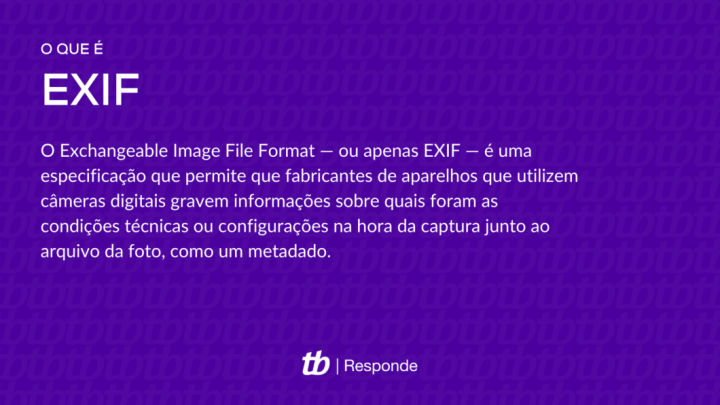 O QUE É
EXIF
O Exchangeable Image File Format — ou apenas EXIF — é uma
especificação que permite que fabricantes de aparelhos que utilizem
câmeras digitais gravem informações sobre quais foram as
condições técnicas ou configurações na hora da captura junto ao
arquivo da foto, como um metadado.
tb | Responde